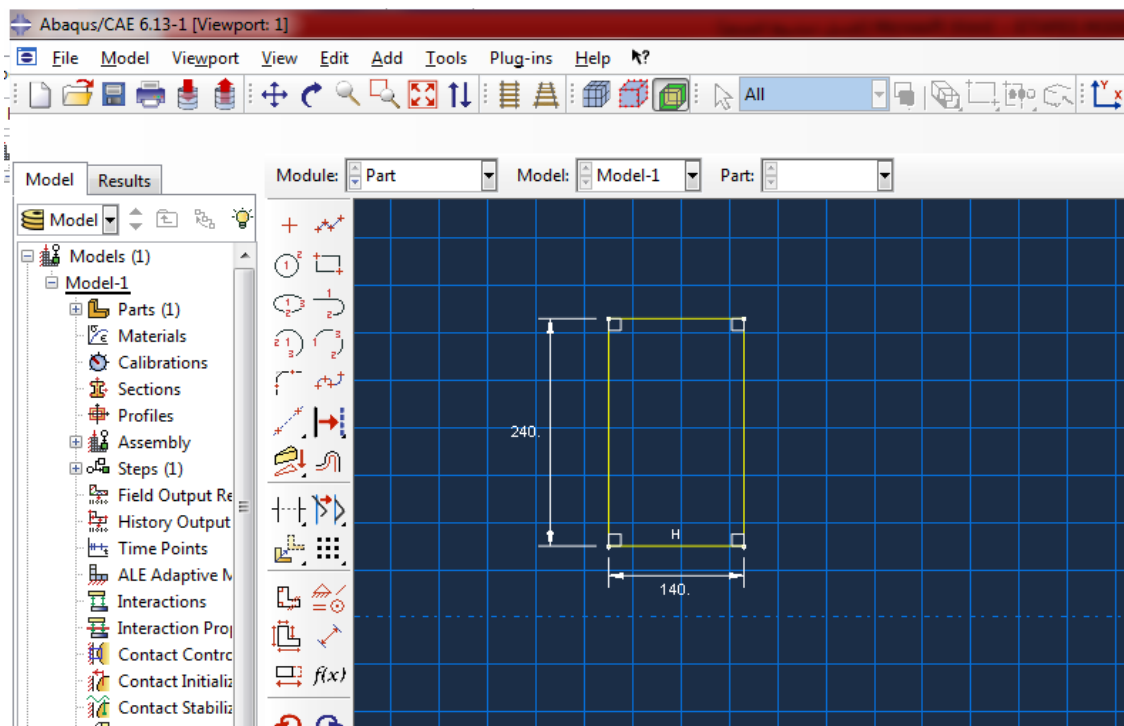 Abaqus/CAE 6.13-1 [Viewport: 1]
File Model Viewport View Edit Add Tools Plug-ins Help
All
Model Results
Module: Part Model: Model-1 Part:
Model
Models (1)
Model-1
Parts (1)
Materials
Calibrations
Sections
Profiles
Assembly
Steps (1)
Field Output Re
History Output
Time Points
ALE Adaptive M
Interactions
Interaction Prop
Contact Contro
Contact Initializ
Contact Stabiliz
f(x)
240.
H
140.